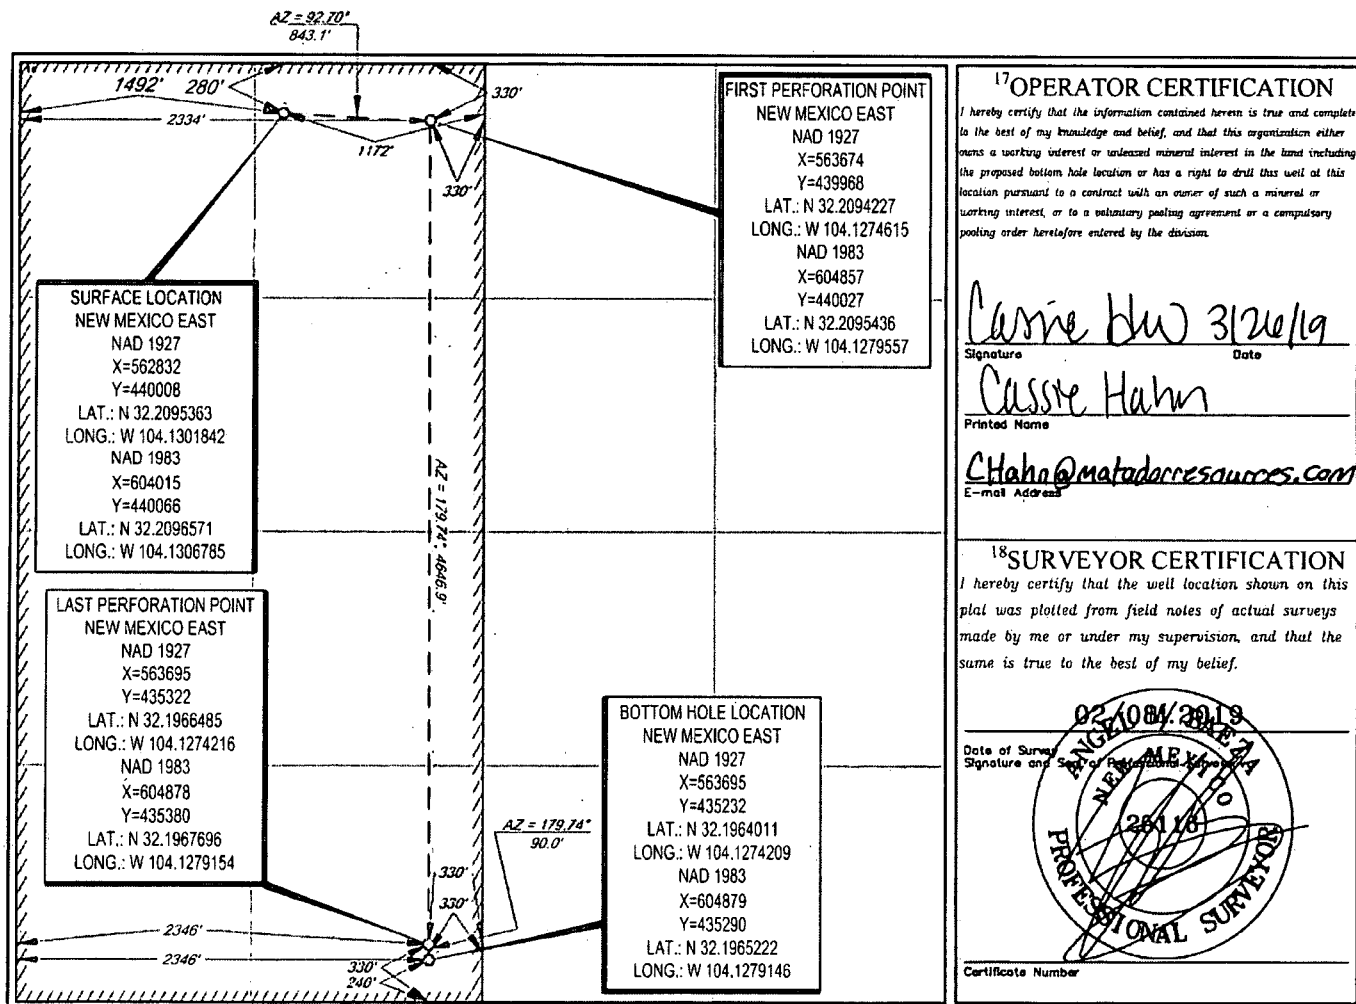 AZ = 92.70°
843.1'
1492'
280'
330'
2334'
1172'
330'
FIRST PERFORATION POINT
NEW MEXICO EAST
NAD 1927
X=563674
Y=439968
LAT.: N 32.2094227
LONG.: W 104.1274615
NAD 1983
X=604857
Y=440027
LAT.: N 32.2095436
LONG.: W 104.1279557
SURFACE LOCATION
NEW MEXICO EAST
NAD 1927
X=562832
Y=440008
LAT.: N 32.2095363
LONG.: W 104.1301842
NAD 1983
X=604015
Y=440066
LAT.: N 32.2096571
LONG.: W 104.1306785
AZ = 179.74°, 4646.9'
LAST PERFORATION POINT
NEW MEXICO EAST
NAD 1927
X=563695
Y=435322
LAT.: N 32.1966485
LONG.: W 104.1274216
NAD 1983
X=604878
Y=435380
LAT.: N 32.1967696
LONG.: W 104.1279154
BOTTOM HOLE LOCATION
NEW MEXICO EAST
NAD 1927
X=563695
Y=435232
LAT.: N 32.1964011
LONG.: W 104.1274209
NAD 1983
X=604879
Y=435290
LAT.: N 32.1965222
LONG.: W 104.1279146
AZ = 179.74°
90.0'
330'
330'
2346'
2346'
330'
240'
17 OPERATOR CERTIFICATION
I hereby certify that the information contained herein is true and complete
to the best of my knowledge and belief, and that this organization either
owns a working interest or unleased mineral interest in the land including
the proposed bottom hole location or has a right to drill this well at this
location pursuant to a contract with an owner of such a mineral or
working interest, or to a voluntary pooling agreement or a compulsory
pooling order heretofore entered by the division.
3/26/19
Signature Date
Cassie Hahn
Printed Name
CHahn@matadorresources.com
E-mail Address
18 SURVEYOR CERTIFICATION
I hereby certify that the well location shown on this
plat was plotted from field notes of actual surveys
made by me or under my supervision, and that the
same is true to the best of my belief.
02/08/2019
Date of Survey
Signature and Seal of Professional Surveyor
ANGEL M. BAEZA
NEW MEXICO
25116
PROFESSIONAL SURVEYOR
Certificate Number